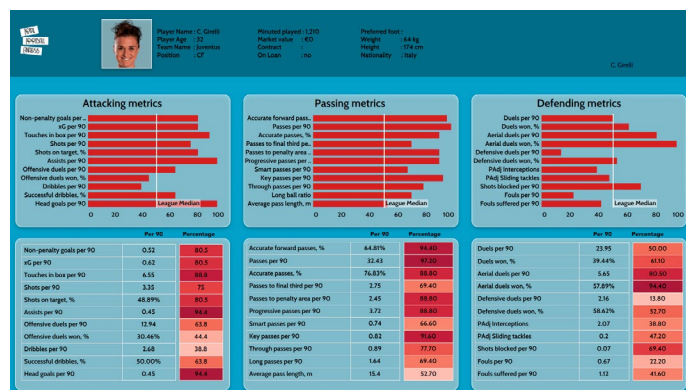 Player Name : C. Girelli
Player Age : 32
Team Name : Juventus
Position : CF
Minuted played : 1,210
Market value : €0
Contract :
On Loan : no
Preferred foot :
Weight : 64 kg
Height : 174 cm
Nationality : Italy
C. Girelli
Attacking metrics
Non-penalty goals per ..
xG per 90
Touches in box per 90
Shots per 90
Shots on target, %
Assists per 90
Offensive duels per 90
Offensive duels won, %
Dribbles per 90
Successful dribbles, %
Head goals per 90
League Median
0 20 40 60 80 100
Passing metrics
Accurate forward pass..
Passes per 90
Accurate passes, %
Passes to final third pe..
Passes to penalty area ..
Progressive passes per ..
Smart passes per 90
Key passes per 90
Through passes per 90
Long ball ratio
Average pass length, m
League Median
0 20 40 60 80 100
Defending metrics
Duels per 90
Duels won, %
Aerial duels per 90
Aerial duels won, %
Defensive duels per 90
Defensive duels won, %
PAdj Interceptions
PAdj Sliding tackles
Shots blocked per 90
Fouls per 90
Fouls suffered per 90
League Median
0 20 40 60 80 100
Per 90 Percentage
Non-penalty goals per 90 0.52 80.5
xG per 90 0.62 80.5
Touches in box per 90 6.55 88.8
Shots per 90 3.35 75
Shots on target, % 48.89% 80.5
Assists per 90 0.45 94.4
Offensive duels per 90 12.94 63.8
Offensive duels won, % 30.46% 44.4
Dribbles per 90 2.68 38.8
Successful dribbles, % 50.00% 63.8
Head goals per 90 0.45 94.4
Per 90 Percentage
Accurate forward passes, % 64.81% 94.40
Passes per 90 32.43 97.20
Accurate passes, % 76.83% 88.80
Passes to final third per 90 2.75 69.40
Passes to penalty area per 90 2.45 88.80
Progressive passes per 90 3.72 88.80
Smart passes per 90 0.74 66.60
Key passes per 90 0.82 91.60
Through passes per 90 0.89 77.70
Long passes per 90 1.64 69.40
Average pass length, m 15.4 52.70
Per 90 Percentage
Duels per 90 23.95 50.00
Duels won, % 39.44% 61.10
Aerial duels per 90 5.65 80.50
Aerial duels won, % 57.89% 94.40
Defensive duels per 90 2.16 13.80
Defensive duels won, % 58.62% 52.70
PAdj Interceptions 2.07 38.80
PAdj Sliding tackles 0.2 47.20
Shots blocked per 90 0.07 69.40
Fouls per 90 0.67 22.20
Fouls suffered per 90 1.12 41.60